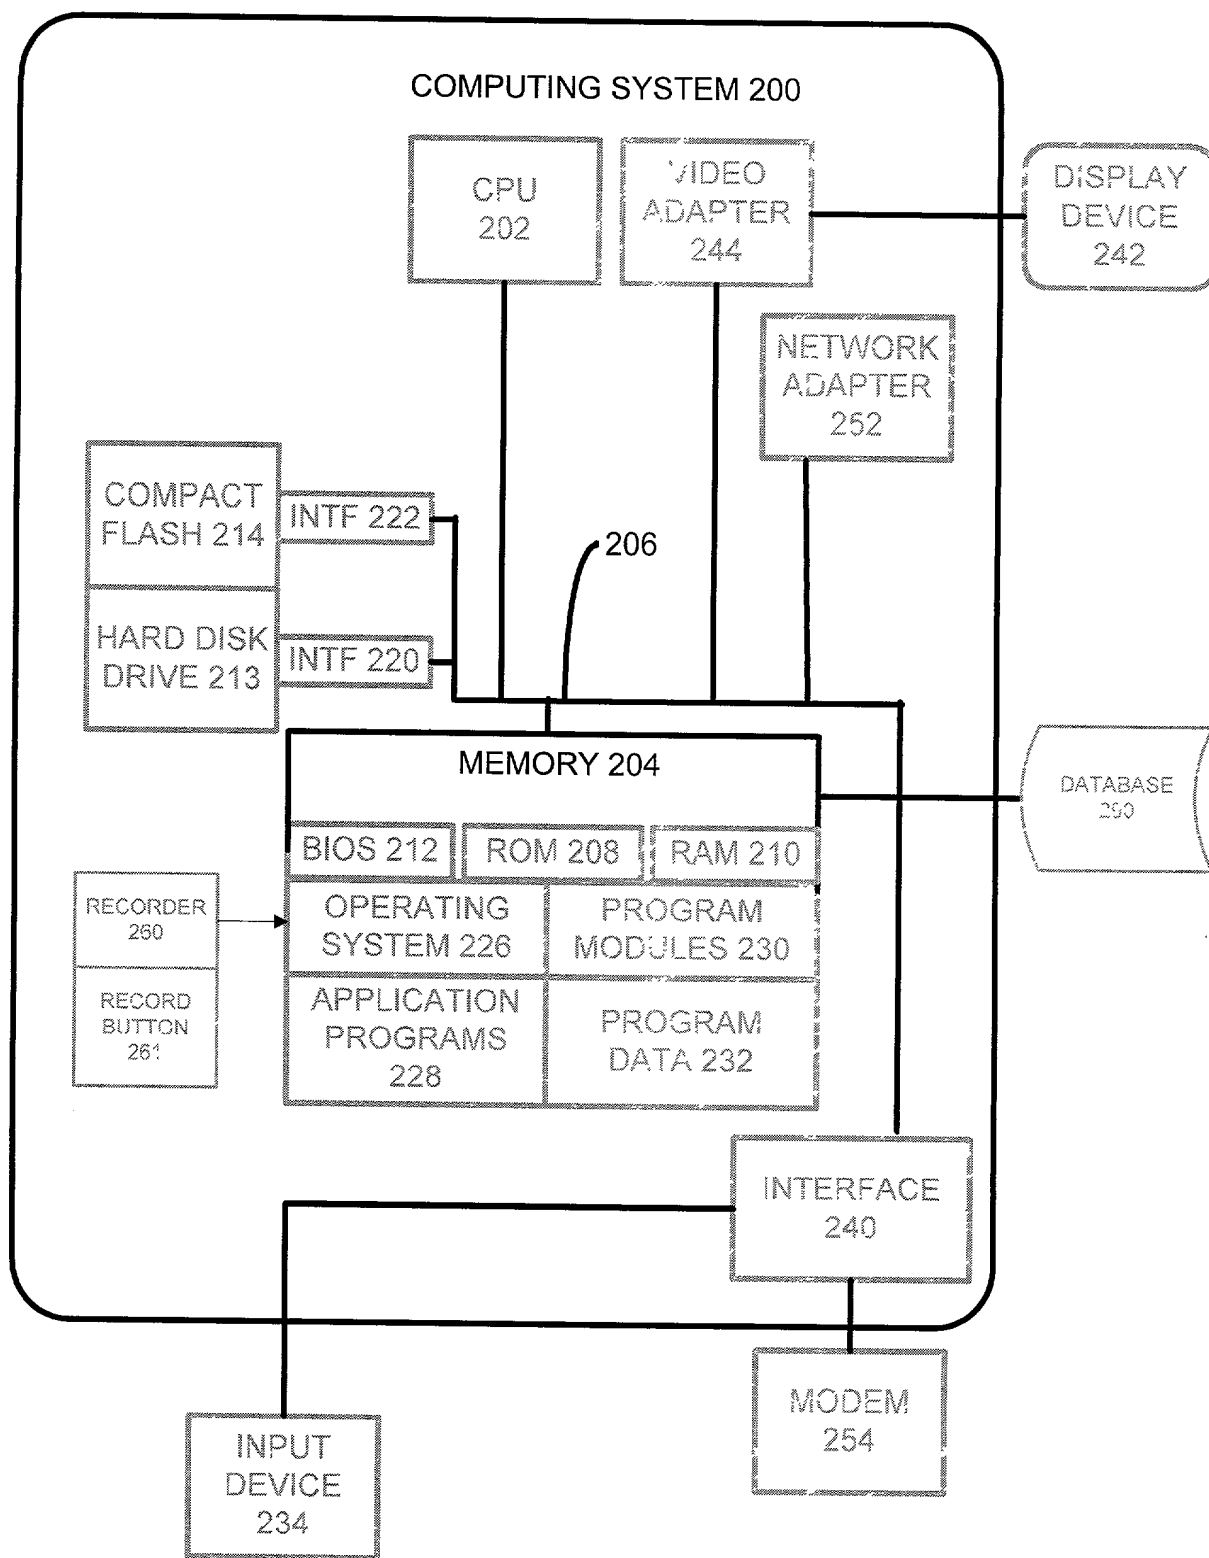 COMPUTING SYSTEM 200
CPU
202
VIDEO
ADAPTER
244
DISPLAY
DEVICE
242
NETWORK
ADAPTER
252
COMPACT
FLASH 214
INTF 222
206
HARD DISK
DRIVE 213
INTF 220
MEMORY 204
DATABASE
290
BIOS 212
ROM 208
RAM 210
RECORDER
260
OPERATING
SYSTEM 226
PROGRAM
MODULES 230
RECORD
BUTTON
261
APPLICATION
PROGRAMS
228
PROGRAM
DATA 232
INTERFACE
240
MODEM
254
INPUT
DEVICE
234